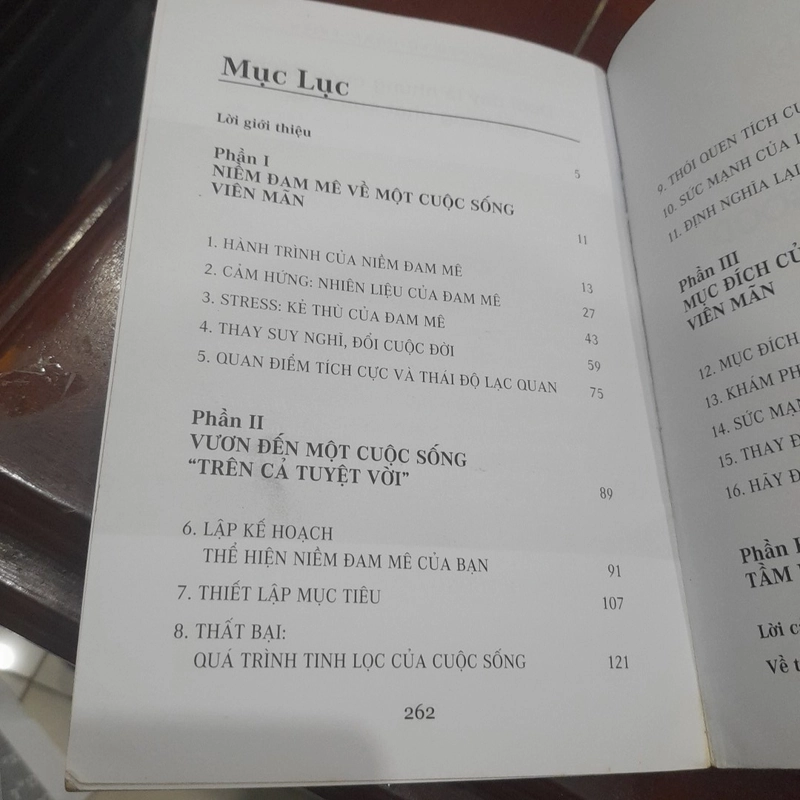 Mục Lục
Lời giới thiệu 5
Phần I
NIỀM ĐAM MÊ VỀ MỘT CUỘC SỐNG
VIÊN MÃN 11
1. HÀNH TRÌNH CỦA NIỀM ĐAM MÊ 13
2. CẢM HỨNG: NHIÊN LIỆU CỦA ĐAM MÊ 27
3. STRESS: KẺ THÙ CỦA ĐAM MÊ 43
4. THAY SUY NGHĨ, ĐỔI CUỘC ĐỜI 59
5. QUAN ĐIỂM TÍCH CỰC VÀ THÁI ĐỘ LẠC QUAN 75
Phần II
VƯƠN ĐẾN MỘT CUỘC SỐNG
“TRÊN CẢ TUYỆT VỜI” 89
6. LẬP KẾ HOẠCH
THỂ HIỆN NIỀM ĐAM MÊ CỦA BẠN 91
7. THIẾT LẬP MỤC TIÊU 107
8. THẤT BẠI:
QUÁ TRÌNH TINH LỌC CỦA CUỘC SỐNG 121
262
9. THÓI QUEN TÍCH
10. SỨC MẠNH CỦA
11. ĐỊNH NGHĨA LẠI
Phần III
MỤC ĐÍCH
VIÊN MÃN
12. MỤC ĐÍCH
13. KHÁM
14. SỨC
15. THAY
16. HÃY
Phần
TẦM
Lời
Về